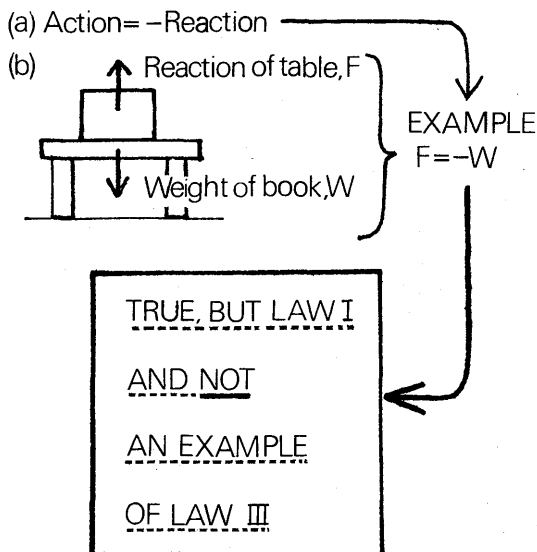 (a) Action= -Reaction
(b)
Reaction of table, F
Weight of book,W
EXAMPLE
F=-W
TRUE, BUT LAW I
AND NOT
AN EXAMPLE
OF LAW III